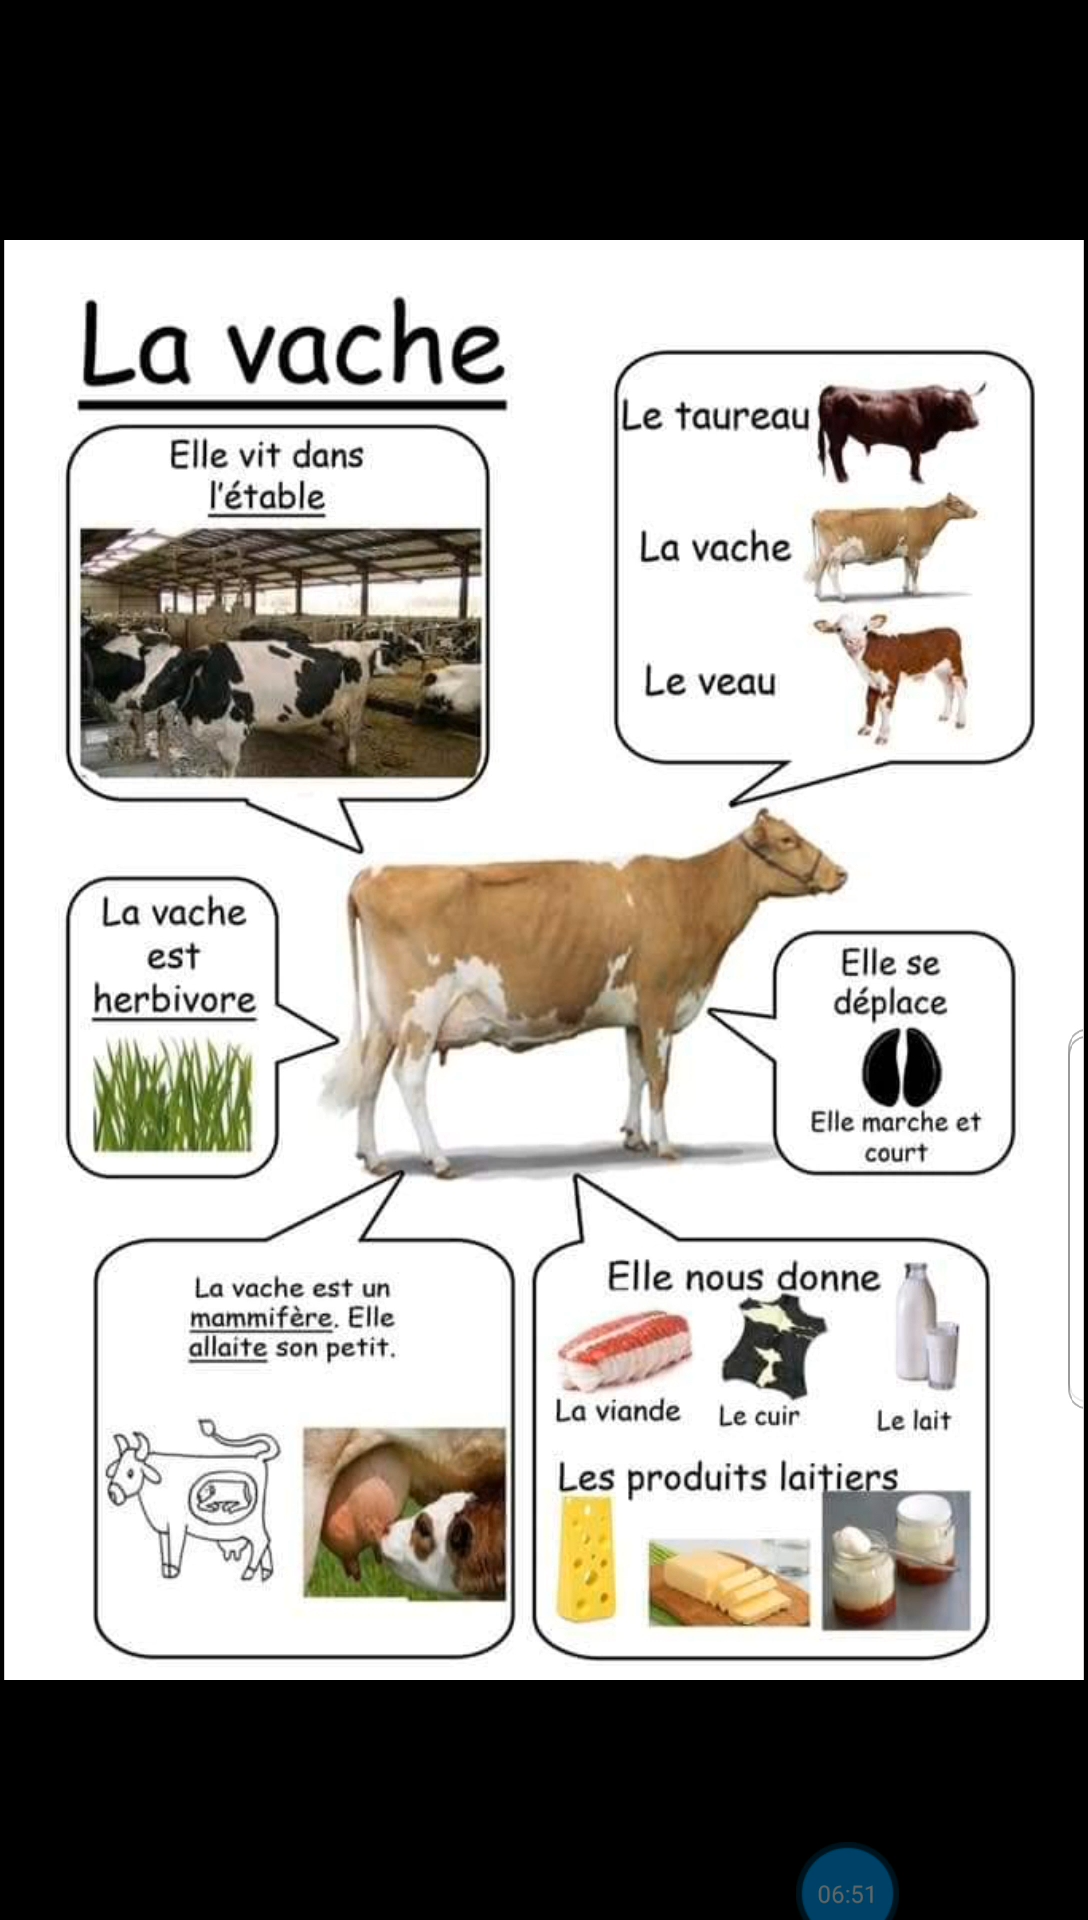 La vache
Elle vit dans
l'étable
Le taureau
La vache
Le veau
La vache
est
herbivore
Elle se
déplace
Elle marche et
court
La vache est un
mammifère. Elle
allaite son petit.
Elle nous donne
La viande
Le cuir
Le lait
Les produits laitiers
06:51